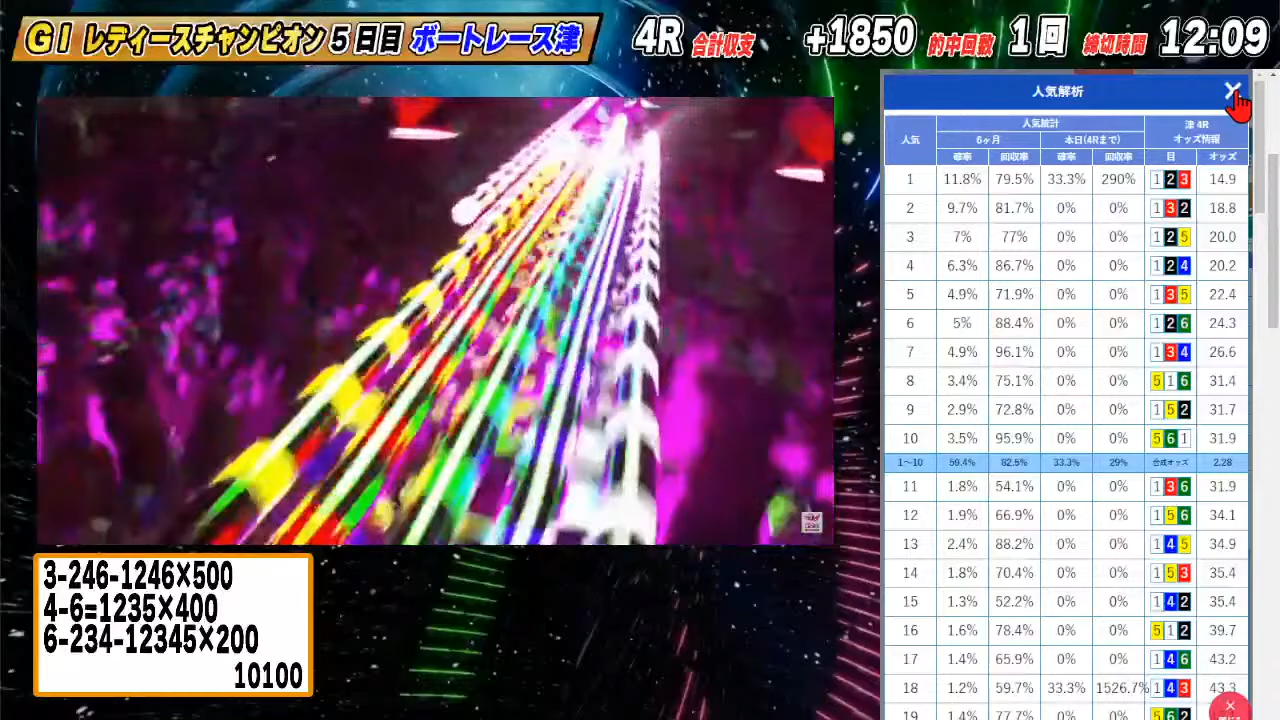 GⅠ レディースチャンピオン 5日目 ボートレース津
4R 合計収支 +1850 的中回数 1回 締切時間 12:09
人気解析
人気 人気統計 津 4R オッズ情報
6ヶ月 本日(4Rまで)
確率 回収率 確率 回収率 目 オッズ
1 11.8% 79.5% 33.3% 290% 1 2 3 14.9
2 9.7% 81.7% 0% 0% 1 3 2 18.8
3 7% 77% 0% 0% 1 2 5 20.0
4 6.3% 86.7% 0% 0% 1 2 4 20.2
5 4.9% 71.9% 0% 0% 1 3 5 22.4
6 5% 88.4% 0% 0% 1 2 6 24.3
7 4.9% 96.1% 0% 0% 1 3 4 26.6
8 3.4% 75.1% 0% 0% 5 1 6 31.4
9 2.9% 72.8% 0% 0% 1 5 2 31.7
10 3.5% 95.9% 0% 0% 5 6 1 31.9
1～10 59.4% 82.5% 33.3% 29% 合成オッズ 2.28
11 1.8% 54.1% 0% 0% 1 3 6 31.9
12 1.9% 66.9% 0% 0% 1 5 6 34.1
13 2.4% 88.2% 0% 0% 1 4 5 34.9
14 1.8% 70.4% 0% 0% 1 5 3 35.4
15 1.3% 52.2% 0% 0% 1 4 2 35.4
16 1.6% 78.4% 0% 0% 5 1 2 39.7
17 1.4% 65.9% 0% 0% 1 4 6 43.2
18 1.2% 59.7% 33.3% 1526.7% 1 4 3 43.3
5 6 2
3-246-1246×500
4-6=1235×400
6-234-12345×200
10100